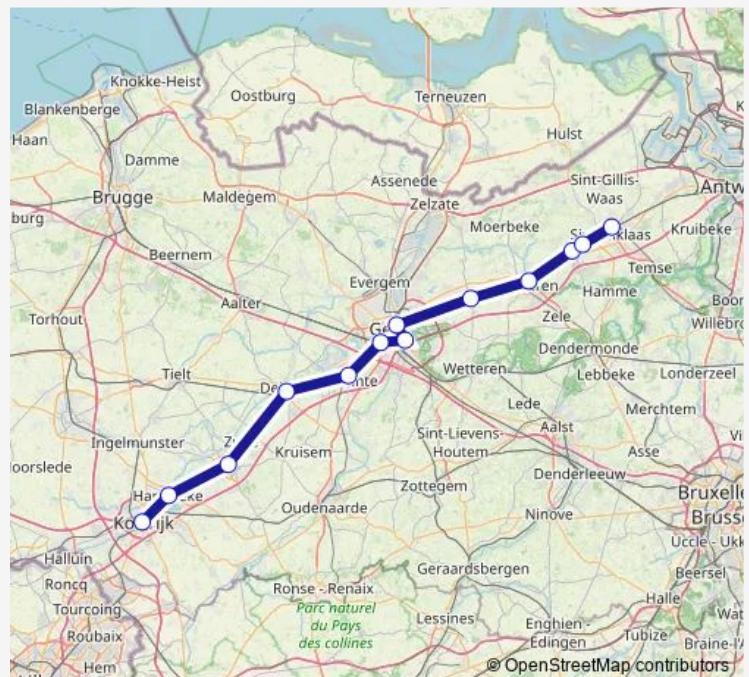 Knokke-Heist
Oostburg
Terneuzen
Blankenberge
Hulst
Haan
Damme
Assenede
Sint-Gillis-
Waas
Antw
Brugge
Maldegem
Zelzate
burg
Moerbeke
Kruibeke
Beernem
Temse
Evergem
Hamme
Aalter
Boor
Torhout
Zele
Willebro
Dendermonde
Tielt
Wetteren
Lebbeke
Londerzeel
Lede
Merchtem
Ingelmunster
Sint-Lievens-
Houtem
Aalst
oorslede
Kruisem
Asse
Denderleeuw
Zottegem
Bruxelle
Oudenaarde
Ninove
Bruss
Halluin
Uccle - Ukk
Roncq
Geraardsbergen
Beersel
Tourcoing
Ronse - Renaix
Lessines
Halle
Parc naturel
du Pays
des collines
Roubaix
Enghien -
Edingen
Tubize
Wat
Braine-l'A
Hem
© OpenStreetMap contributors